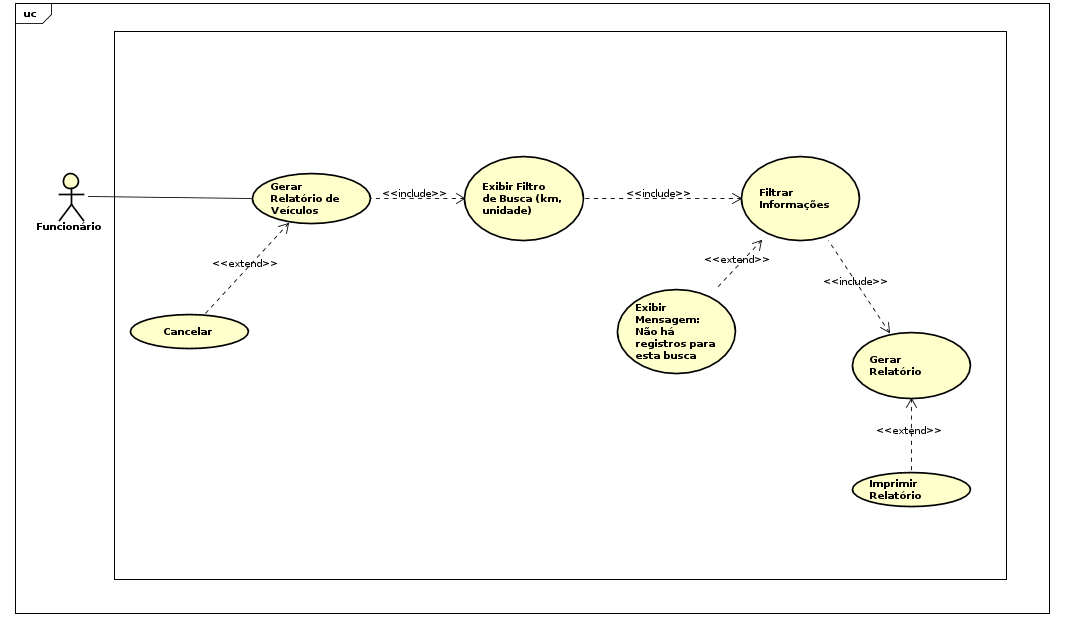 uc
Funcionário
Gerar
Relatório de
Veículos
<<include>>
Exibir Filtro
de Busca (km,
unidade)
<<include>>
Filtrar
Informações
<<extend>>
Cancelar
<<extend>>
Exibir
Mensagem:
Não há
registros para
esta busca
<<include>>
Gerar
Relatório
<<extend>>
Imprimir
Relatório